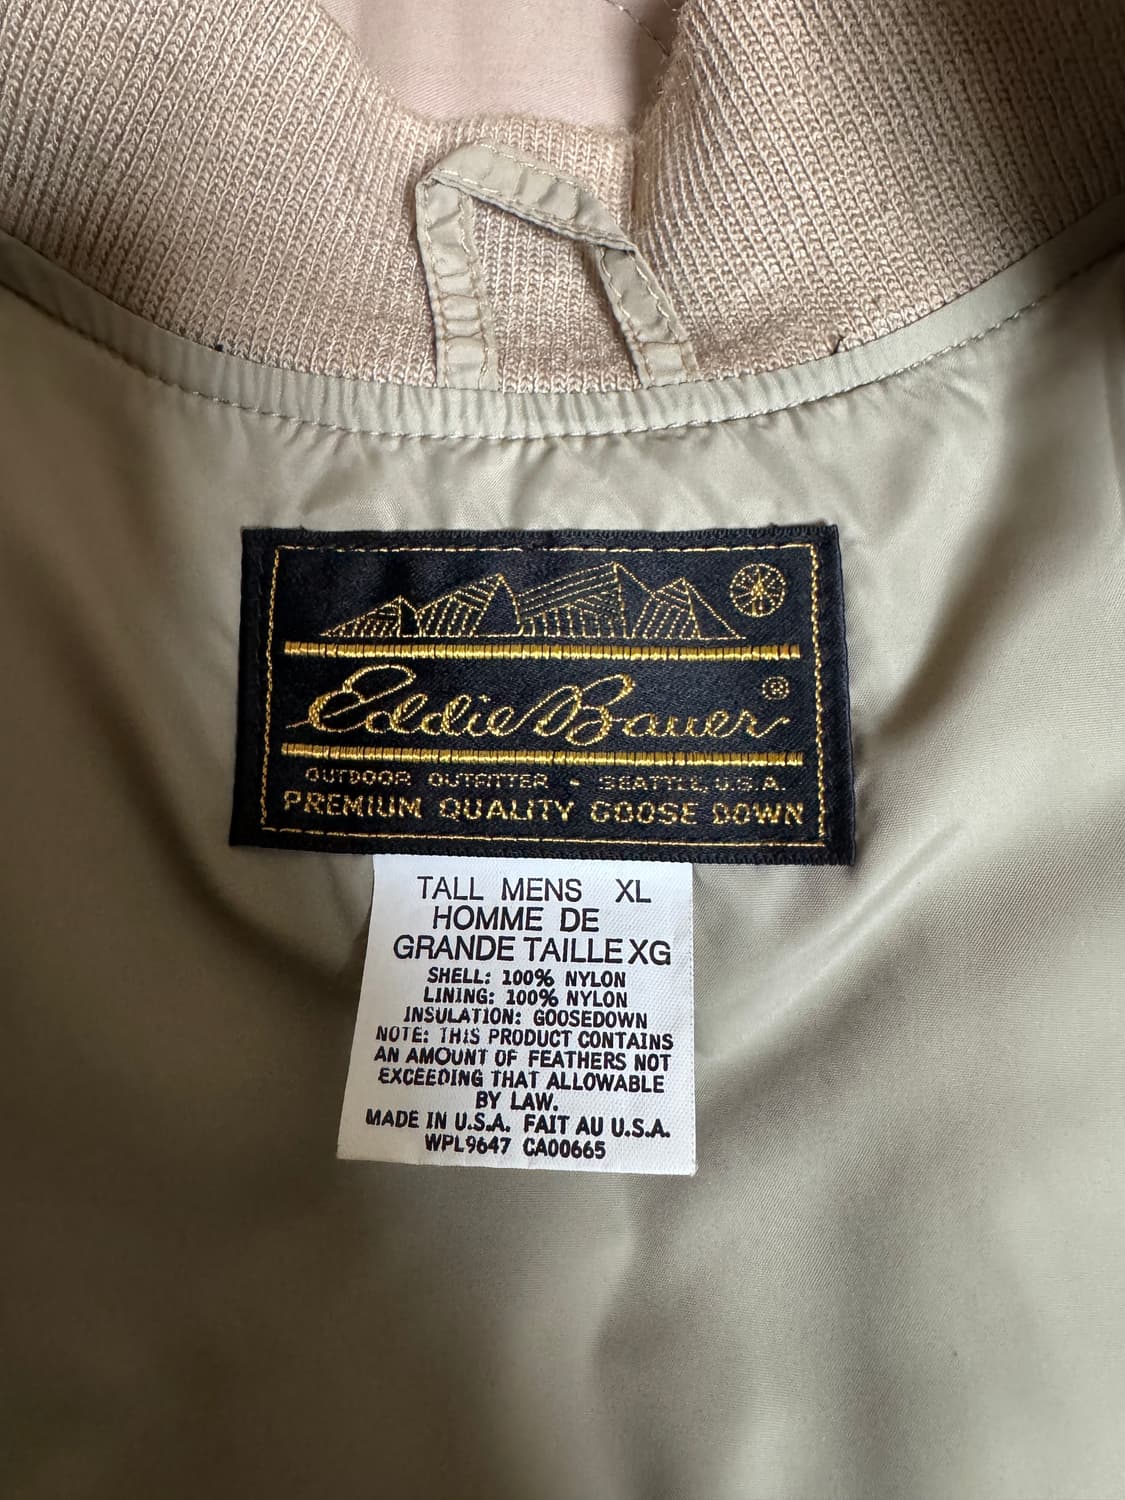 Eddie Bauer ®
OUTDOOR OUTFITTER • SEATTLE, U.S.A.
PREMIUM QUALITY GOOSE DOWN
TALL MENS XL
HOMME DE
GRANDE TAILLE XG
SHELL: 100% NYLON
LINING: 100% NYLON
INSULATION: GOOSEDOWN
NOTE: THIS PRODUCT CONTAINS
AN AMOUNT OF FEATHERS NOT
EXCEEDING THAT ALLOWABLE
BY LAW.
MADE IN U.S.A. FAIT AU U.S.A.
WPL9647 CA00665